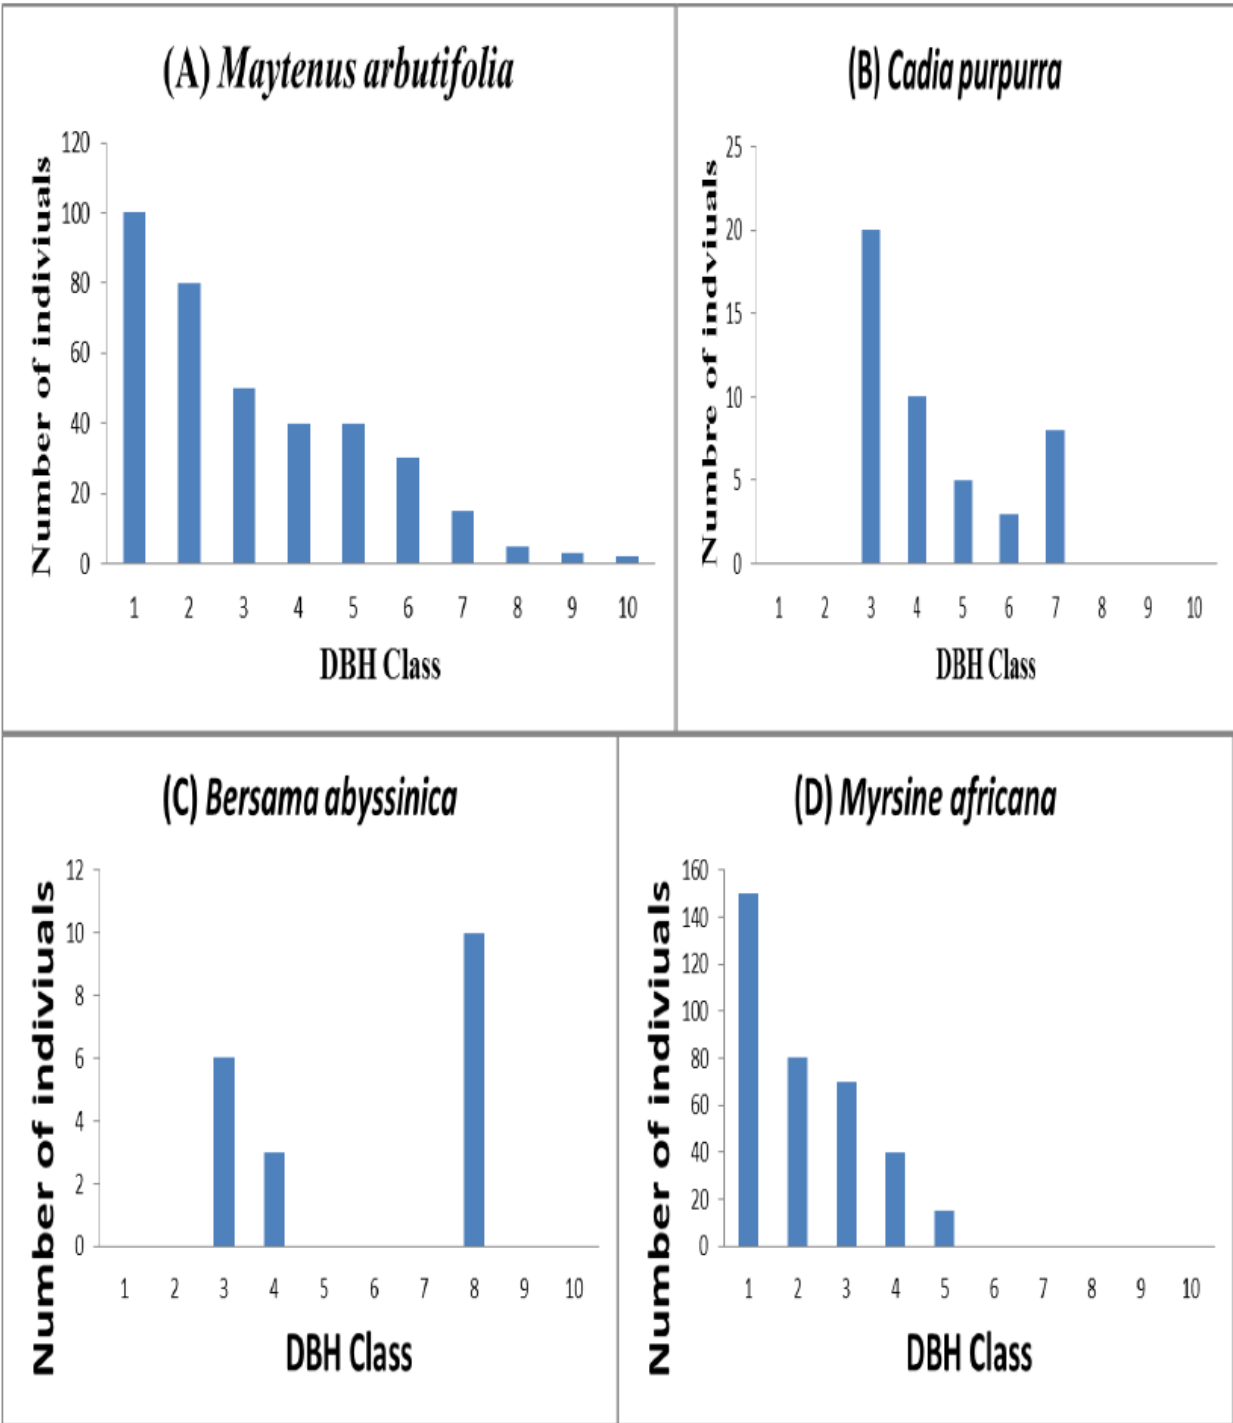 (A) Maytenus arbutifolia
Number of indiviuals
120
100
80
60
40
20
0
1 2 3 4 5 6 7 8 9 10
DBH Class
(B) Cadia purpurra
Numbre of indviuals
25
20
15
10
5
0
1 2 3 4 5 6 7 8 9 10
DBH Class
(C) Bersama abyssinica
Number of indiviuals
12
10
8
6
4
2
0
1 2 3 4 5 6 7 8 9 10
DBH Class
(D) Myrsine africana
Number of indiviuals
160
140
120
100
80
60
40
20
0
1 2 3 4 5 6 7 8 9 10
DBH Class